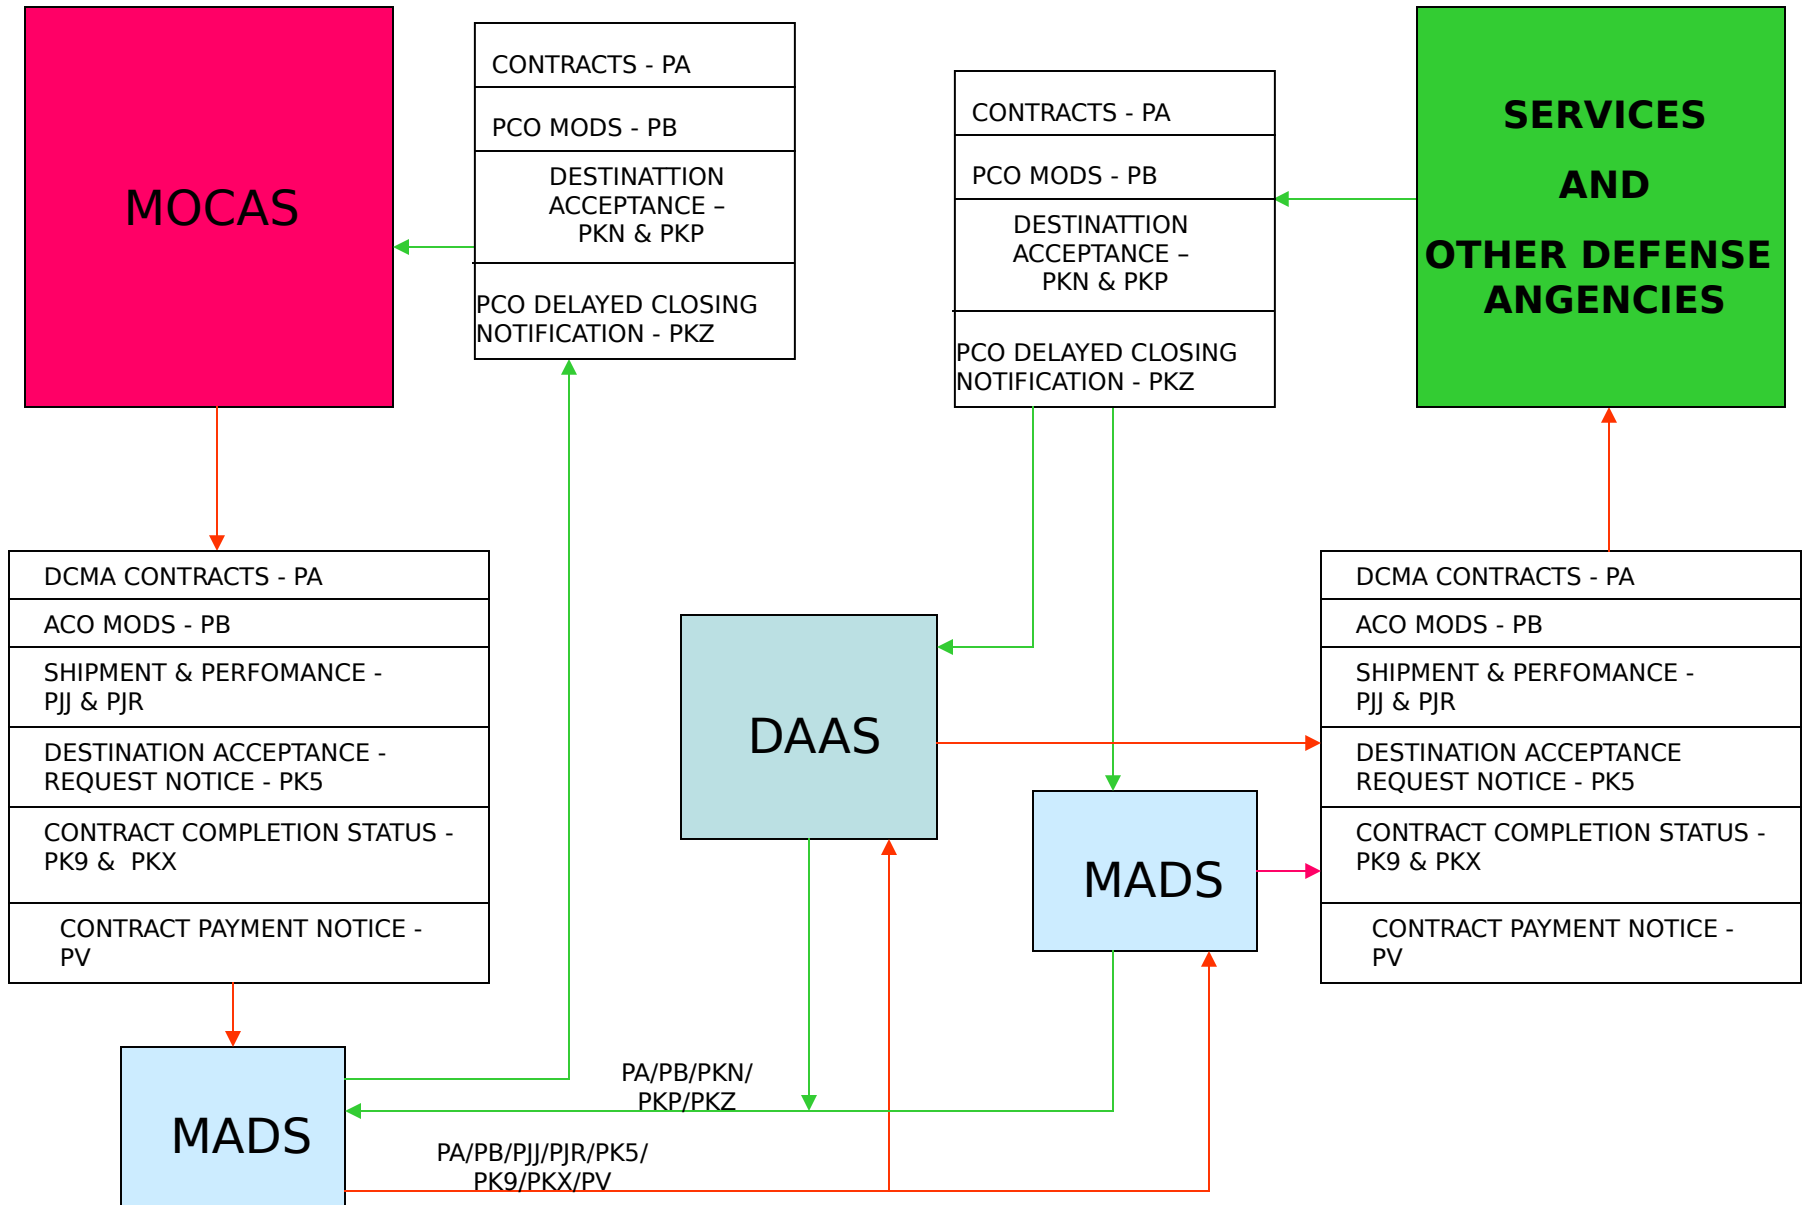 MOCAS
CONTRACTS - PA
PCO MODS - PB
DESTINATTION
ACCEPTANCE –
PKN & PKP
PCO DELAYED CLOSING
NOTIFICATION - PKZ
CONTRACTS - PA
PCO MODS - PB
DESTINATTION
ACCEPTANCE –
PKN & PKP
PCO DELAYED CLOSING
NOTIFICATION - PKZ
SERVICES
AND
OTHER DEFENSE
ANGENCIES
DCMA CONTRACTS - PA
ACO MODS - PB
SHIPMENT & PERFOMANCE -
PJJ & PJR
DESTINATION ACCEPTANCE -
REQUEST NOTICE - PK5
CONTRACT COMPLETION STATUS -
PK9 &  PKX
CONTRACT PAYMENT NOTICE -
PV
DAAS
MADS
DCMA CONTRACTS - PA
ACO MODS - PB
SHIPMENT & PERFOMANCE -
PJJ & PJR
DESTINATION ACCEPTANCE
REQUEST NOTICE - PK5
CONTRACT COMPLETION STATUS -
PK9 & PKX
CONTRACT PAYMENT NOTICE -
PV
MADS
PA/PB/PKN/
PKP/PKZ
PA/PB/PJJ/PJR/PK5/
PK9/PKX/PV